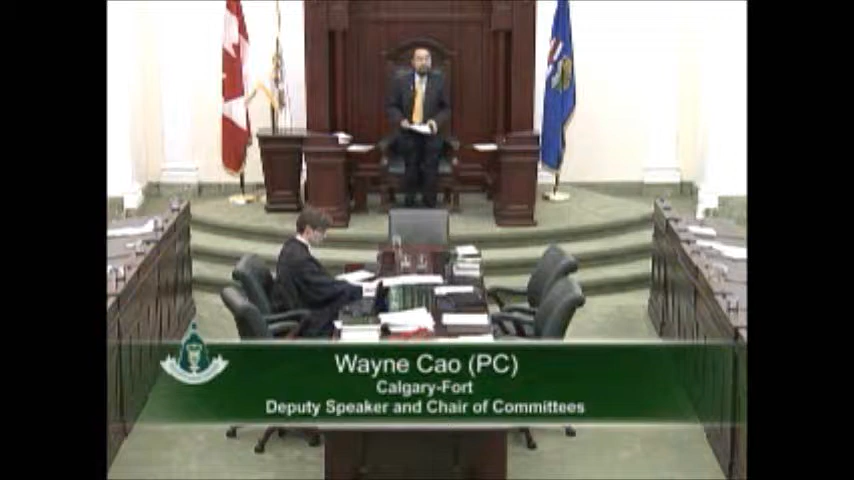 Wayne Cao (PC)
Calgary-Fort
Deputy Speaker and Chair of Committees